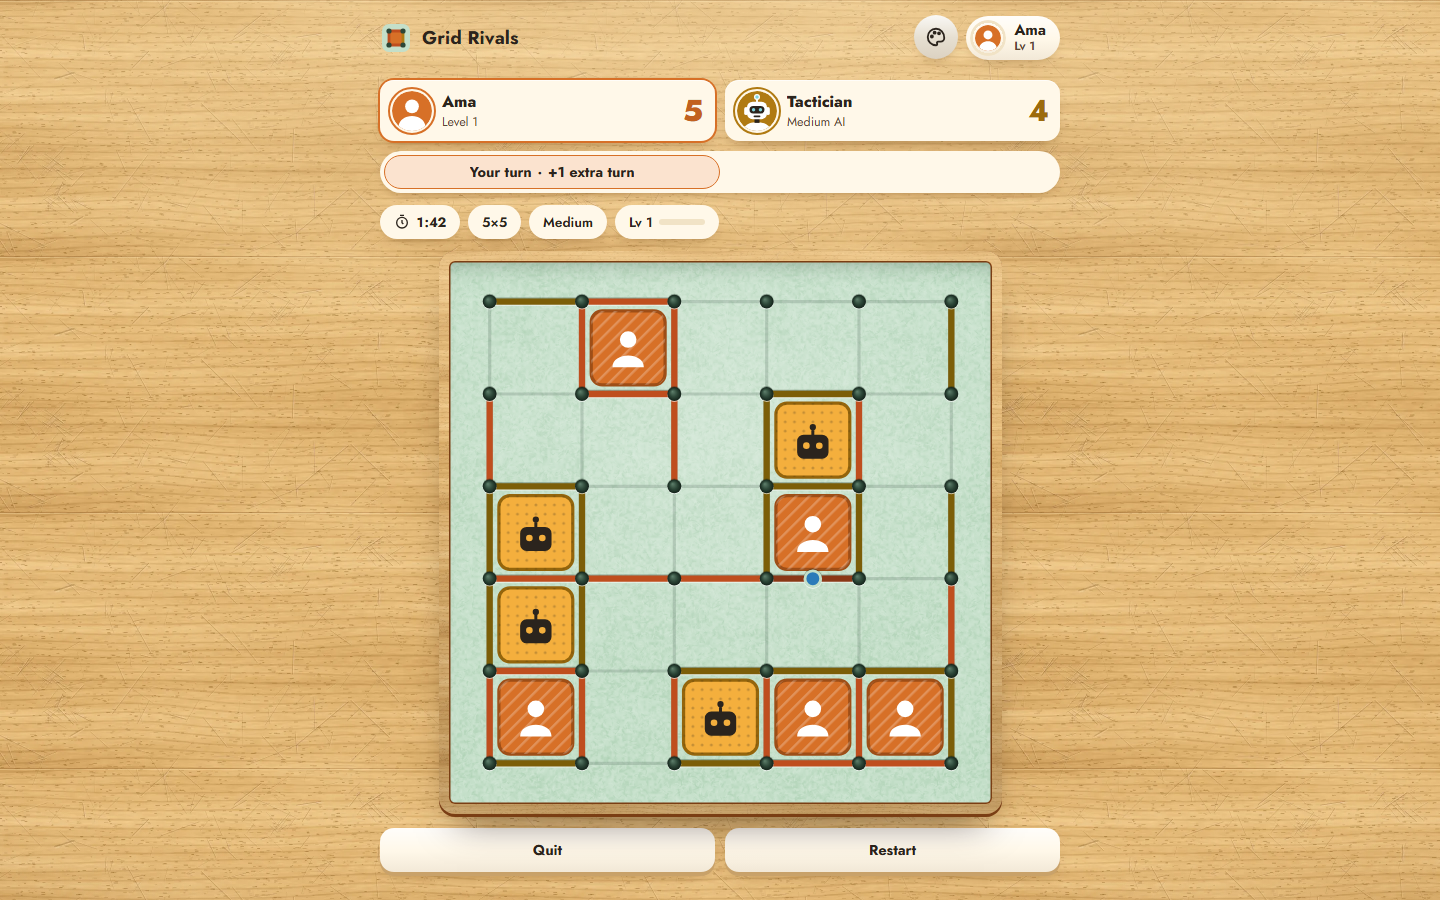 Grid Rivals
Ama
Lv 1
Ama
Level 1
5
Tactician
Medium AI
4
Your turn · +1 extra turn
1:42
5×5
Medium
Lv 1
Quit
Restart